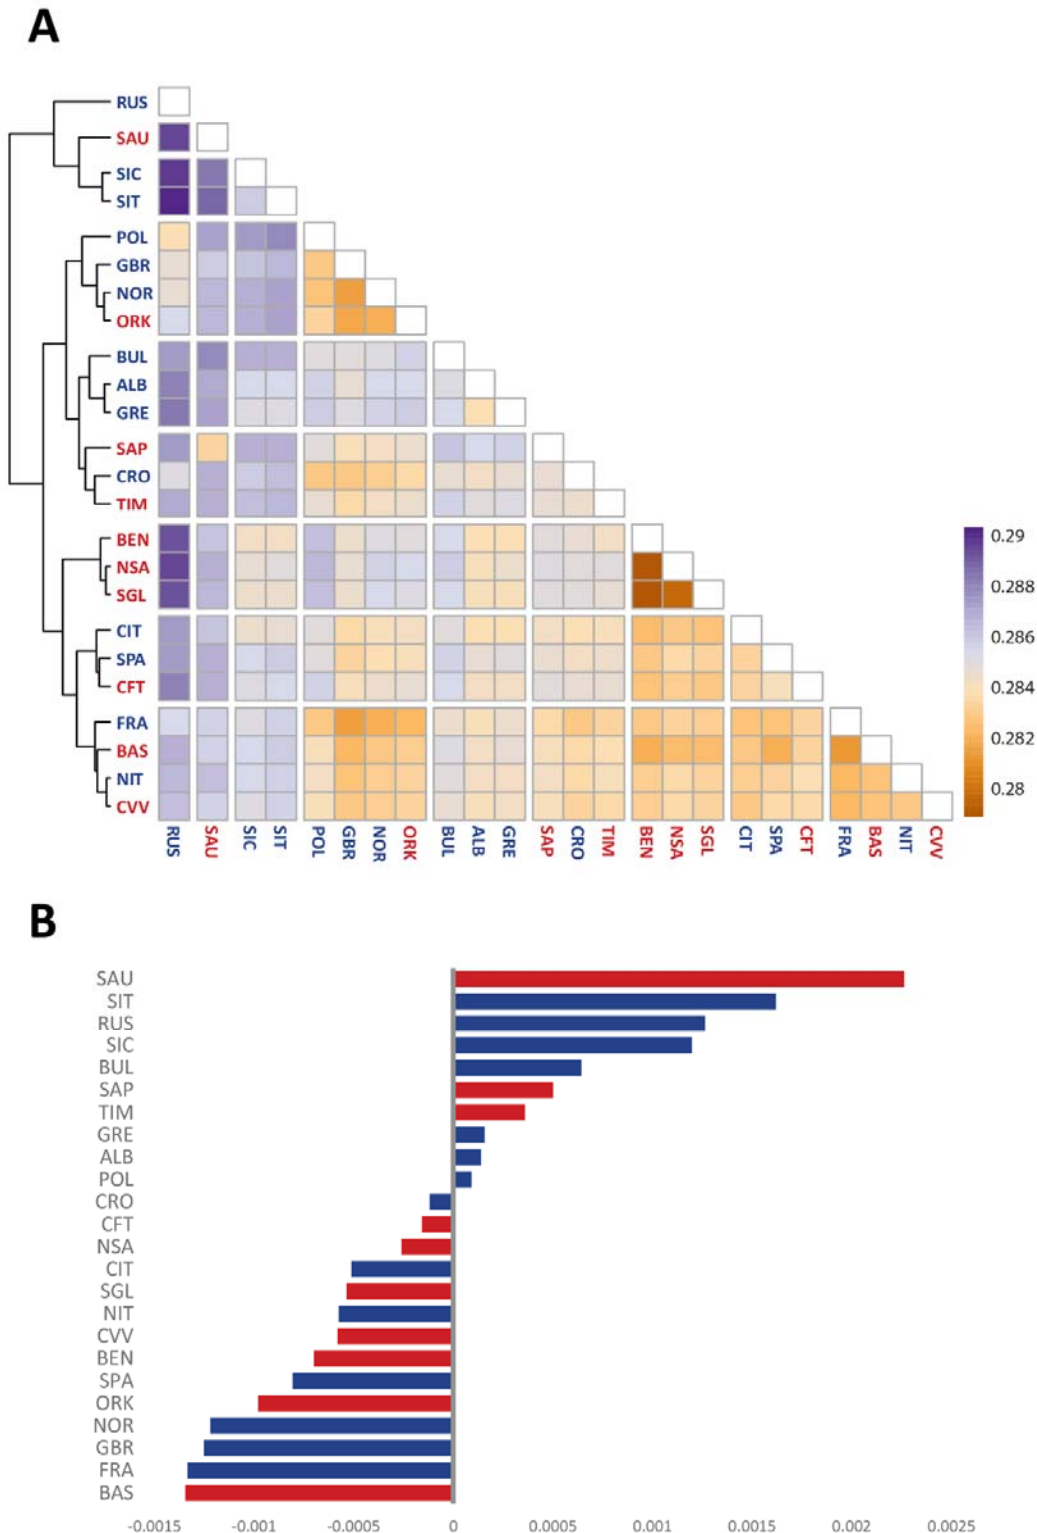 A
RUS
SAU
SIC
SIT
POL
GBR
NOR
ORK
BUL
ALB
GRE
SAP
CRO
TIM
BEN
NSA
SGL
CIT
SPA
CFT
FRA
BAS
NIT
CVV
0.29
0.288
0.286
0.284
0.282
0.28
RUS SAU SIC SIT POL GBR NOR ORK BUL ALB GRE SAP CRO TIM BEN NSA SGL CIT SPA CFT FRA BAS NIT CVV
B
SAU
SIT
RUS
SIC
BUL
SAP
TIM
GRE
ALB
POL
CRO
CFT
NSA
CIT
SGL
NIT
CVV
BEN
SPA
ORK
NOR
GBR
FRA
BAS
-0.0015 -0.001 -0.0005 0 0.0005 0.001 0.0015 0.002 0.0025